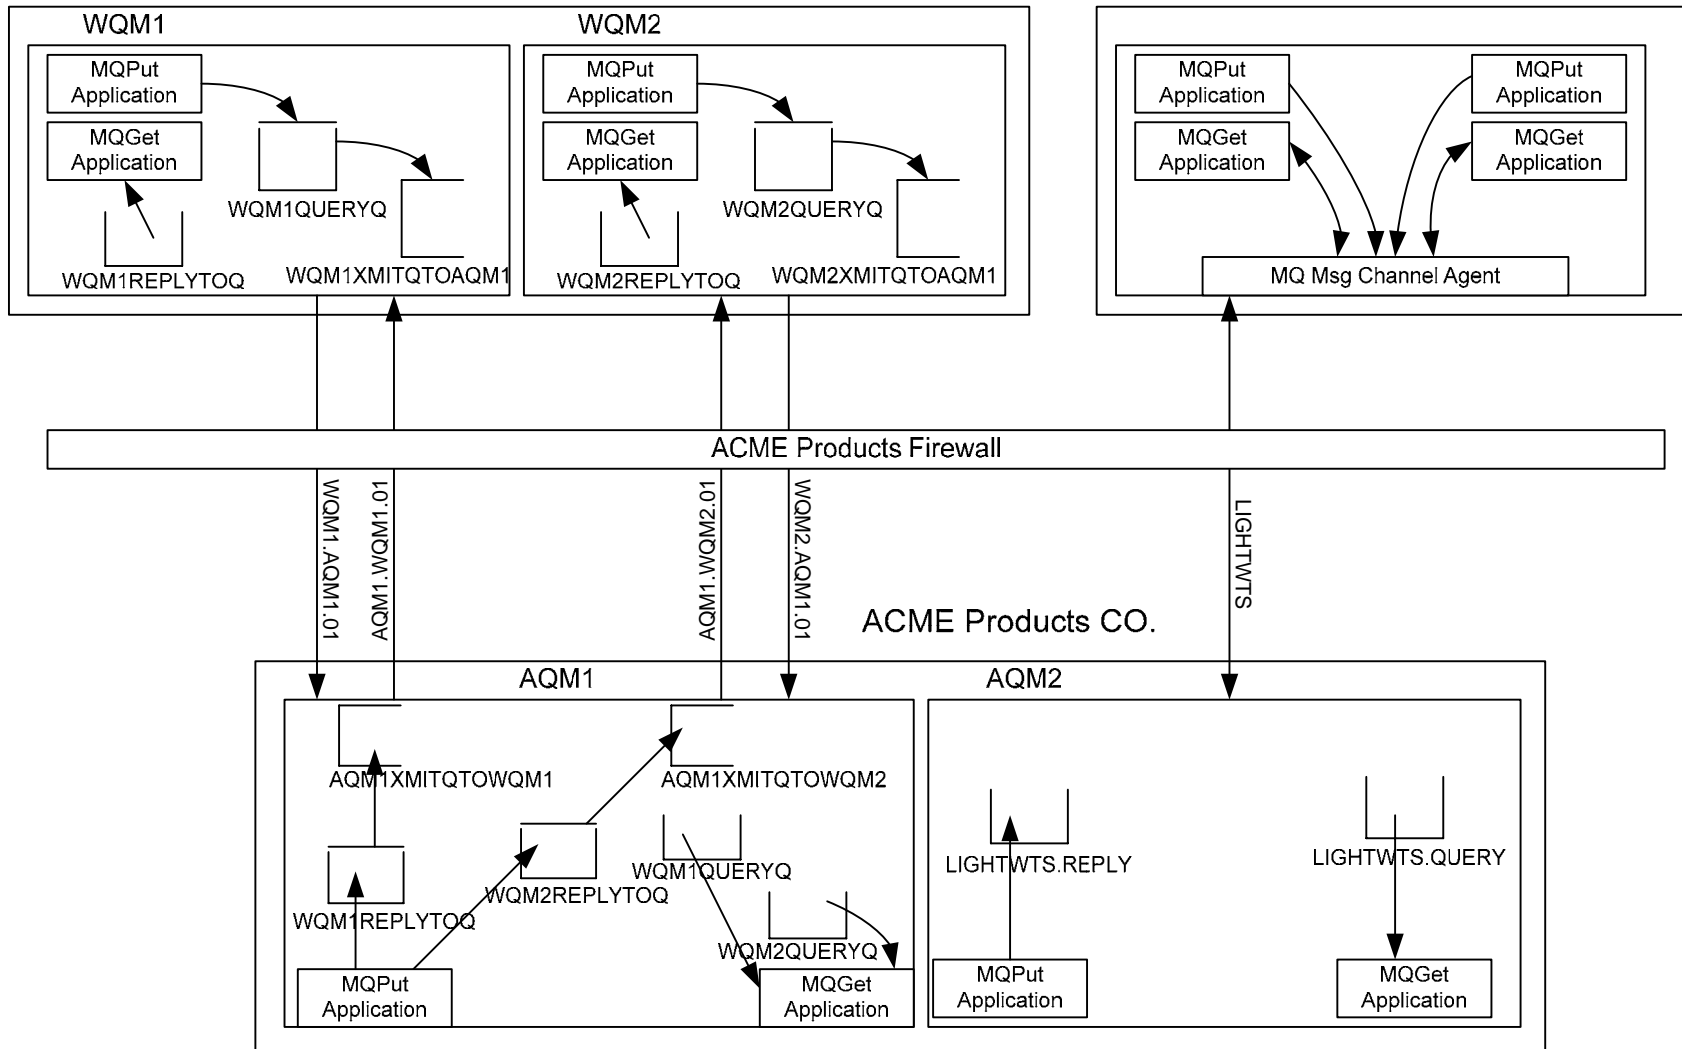 WQM1
WQM2
MQPut
Application
MQGet
Application
WQM1QUERYQ
WQM1REPLYTOQ
WQM1XMITQTOAQM1
MQPut
Application
MQGet
Application
WQM2QUERYQ
WQM2REPLYTOQ
WQM2XMITQTOAQM1
MQPut
Application
MQGet
Application
MQPut
Application
MQGet
Application
MQ Msg Channel Agent
ACME Products Firewall
WQM1.AQM1.01
AQM1.WQM1.01
AQM1.WQM2.01
WQM2.AQM1.01
LIGHTWTS
ACME Products CO.
AQM1
AQM2
AQM1XMITQTOWQM1
AQM1XMITQTOWQM2
WQM1REPLYTOQ
WQM2REPLYTOQ
WQM1QUERYQ
WQM2QUERYQ
MQPut
Application
MQGet
Application
LIGHTWTS.REPLY
LIGHTWTS.QUERY
MQPut
Application
MQGet
Application